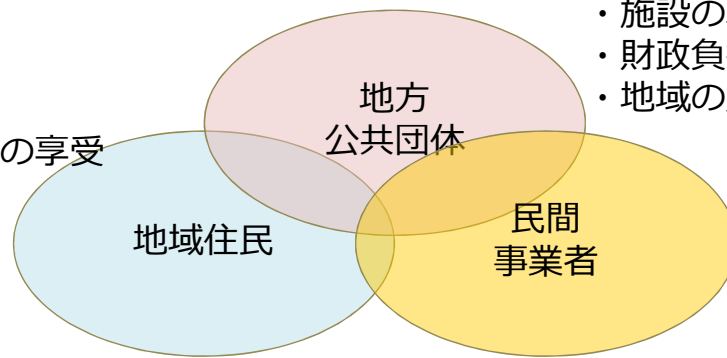 ・施設の
・財政負
・地域の
地方
公共団体
の享受
地域住民
民間
事業者